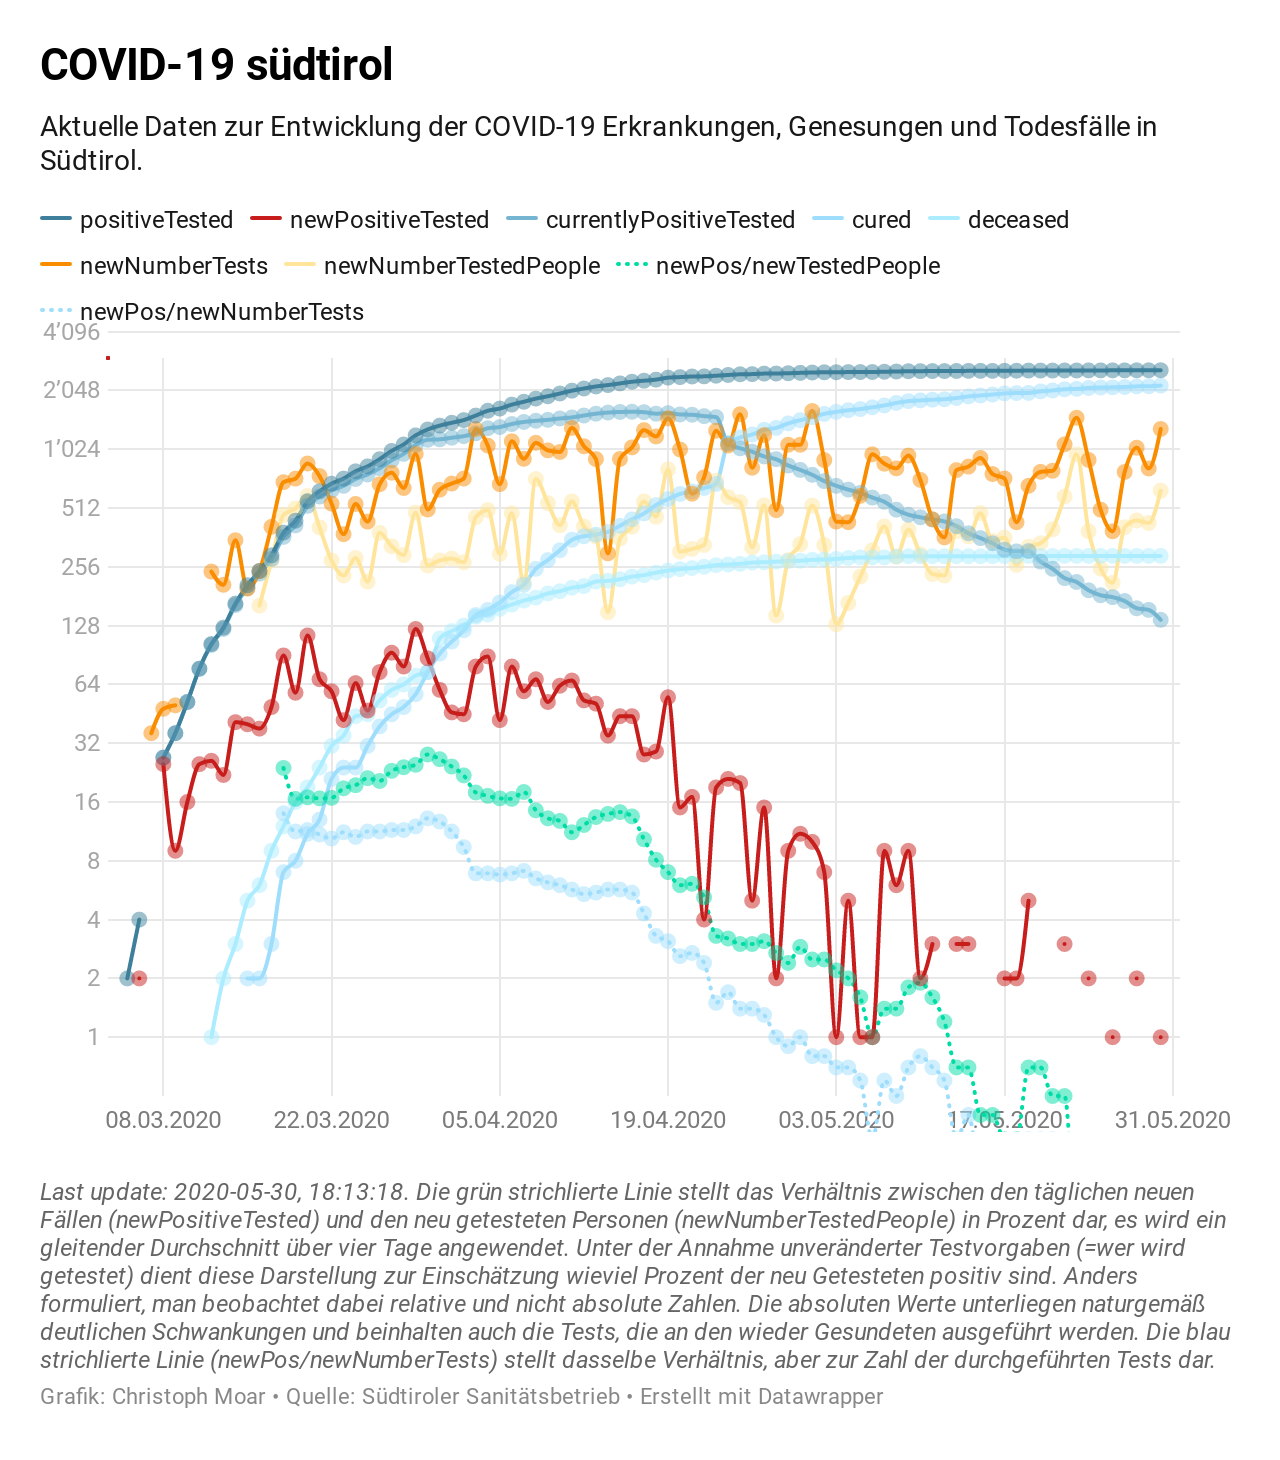 COVID-19 südtirol
Aktuelle Daten zur Entwicklung der COVID-19 Erkrankungen, Genesungen und Todesfälle in
Südtirol.
positiveTested newPositiveTested currentlyPositiveTested cured deceased
newNumberTests newNumberTestedPeople newPos/newTestedPeople
newPos/newNumberTests
4’096
2’048
1’024
512
256
128
64
32
16
8
4
2
1
08.03.2020 22.03.2020 05.04.2020 19.04.2020 03.05.2020 17.05.2020 31.05.2020
Last update: 2020-05-30, 18:13:18. Die grün strichlierte Linie stellt das Verhältnis zwischen den täglichen neuen
Fällen (newPositiveTested) und den neu getesteten Personen (newNumberTestedPeople) in Prozent dar, es wird ein
gleitender Durchschnitt über vier Tage angewendet. Unter der Annahme unveränderter Testvorgaben (=wer wird
getestet) dient diese Darstellung zur Einschätzung wieviel Prozent der neu Getesteten positiv sind. Anders
formuliert, man beobachtet dabei relative und nicht absolute Zahlen. Die absoluten Werte unterliegen naturgemäß
deutlichen Schwankungen und beinhalten auch die Tests, die an den wieder Gesundeten ausgeführt werden. Die blau
strichlierte Linie (newPos/newNumberTests) stellt dasselbe Verhältnis, aber zur Zahl der durchgeführten Tests dar.
Grafik: Christoph Moar • Quelle: Südtiroler Sanitätsbetrieb • Erstellt mit Datawrapper